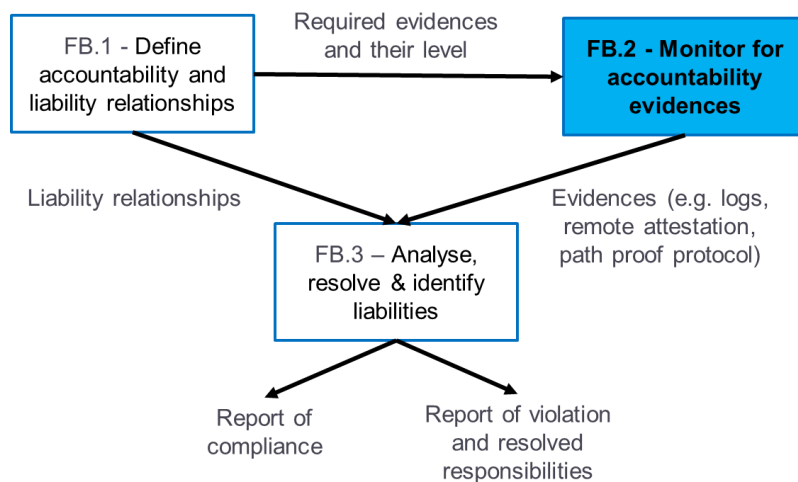 FB.1 - Define
accountability and
liability relationships
Required evidences
and their level
FB.2 - Monitor for
accountability
evidences
Liability relationships
Evidences (e.g. logs,
remote attestation,
path proof protocol)
FB.3 – Analyse,
resolve & identify
liabilities
Report of
compliance
Report of violation
and resolved
responsibilities